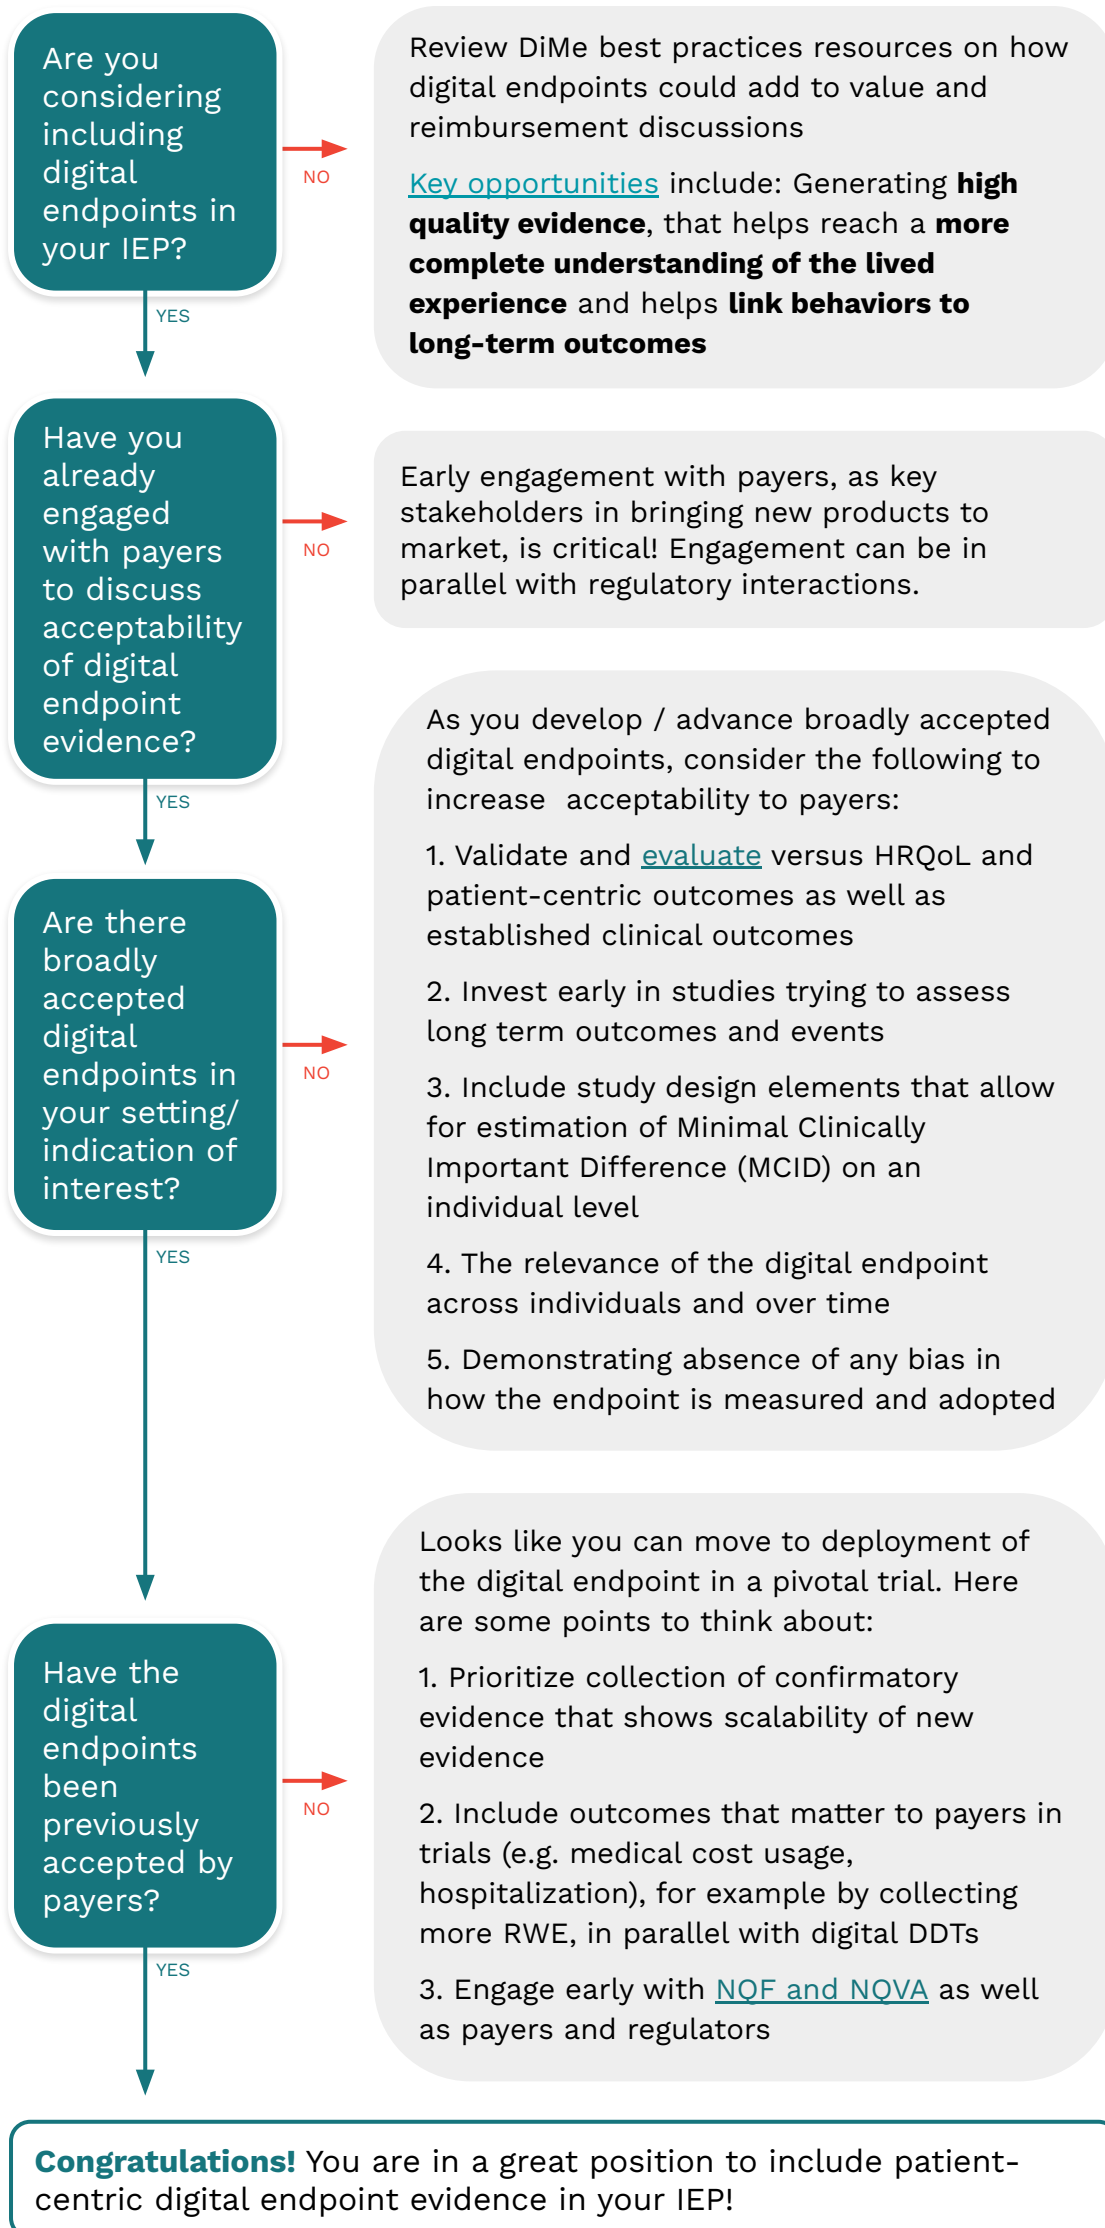 Are you
considering
including
digital
endpoints in
your IEP?
NO
YES
Review DiMe best practices resources on how
digital endpoints could add to value and
reimbursement discussions
Key opportunities include: Generating high
quality evidence, that helps reach a more
complete understanding of the lived
experience and helps link behaviors to
long-term outcomes
Have you
already
engaged
with payers
to discuss
acceptability
of digital
endpoint
evidence?
NO
YES
Early engagement with payers, as key
stakeholders in bringing new products to
market, is critical! Engagement can be in
parallel with regulatory interactions.
Are there
broadly
accepted
digital
endpoints in
your setting/
indication of
interest?
NO
YES
As you develop / advance broadly accepted
digital endpoints, consider the following to
increase  acceptability to payers:
1. Validate and evaluate versus HRQoL and
patient-centric outcomes as well as
established clinical outcomes
2. Invest early in studies trying to assess
long term outcomes and events
3. Include study design elements that allow
for estimation of Minimal Clinically
Important Difference (MCID) on an
individual level
4. The relevance of the digital endpoint
across individuals and over time
5. Demonstrating absence of any bias in
how the endpoint is measured and adopted
Have the
digital
endpoints
been
previously
accepted by
payers?
NO
YES
Looks like you can move to deployment of
the digital endpoint in a pivotal trial. Here
are some points to think about:
1. Prioritize collection of confirmatory
evidence that shows scalability of new
evidence
2. Include outcomes that matter to payers in
trials (e.g. medical cost usage,
hospitalization), for example by collecting
more RWE, in parallel with digital DDTs
3. Engage early with NQF and NQVA as well
as payers and regulators
Congratulations! You are in a great position to include patient-
centric digital endpoint evidence in your IEP!